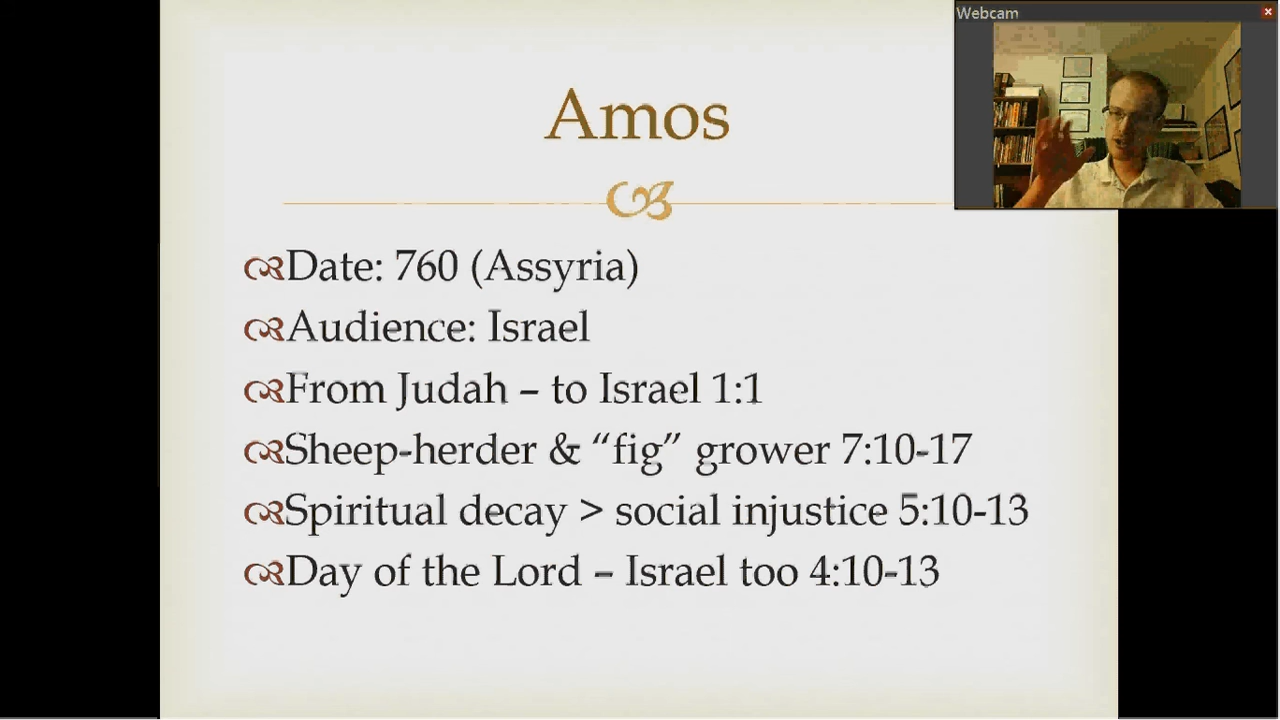 Webcam
Amos
Date: 760 (Assyria)
Audience: Israel
From Judah – to Israel 1:1
Sheep-herder & “fig” grower 7:10-17
Spiritual decay > social injustice 5:10-13
Day of the Lord – Israel too 4:10-13